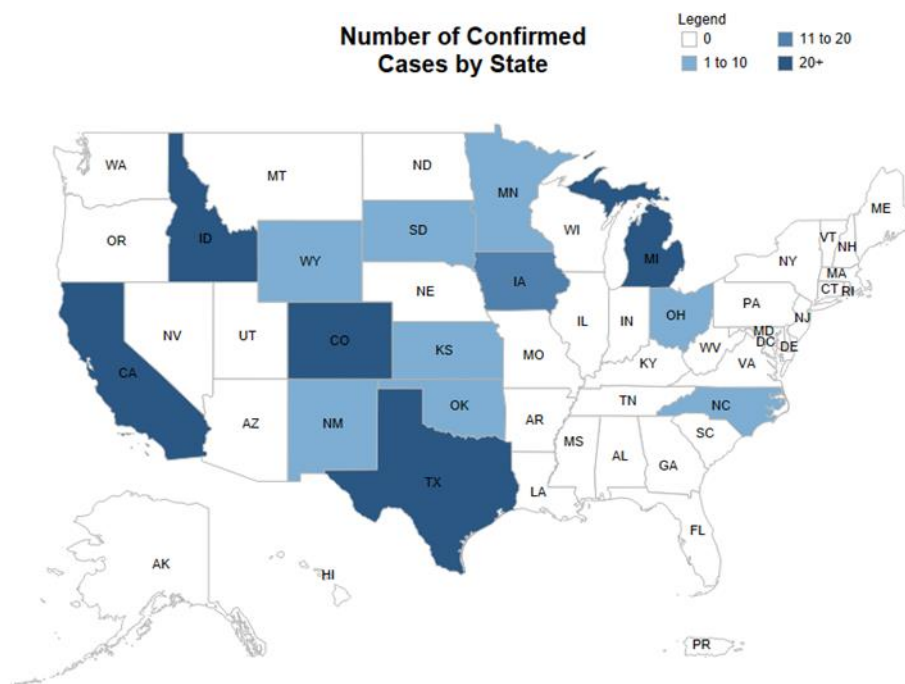 Number of Confirmed
Cases by State
Legend
0
11 to 20
1 to 10
20+
WA
MT
ND
MN
ME
OR
ID
SD
WI
VT
NH
WY
MI
NY
MA
CT
RI
IA
NE
PA
NJ
NV
UT
CO
IL
IN
OH
MD
DC
DE
WV
VA
KS
MO
KY
CA
AZ
NM
OK
AR
TN
NC
SC
MS
AL
GA
TX
LA
FL
AK
HI
PR